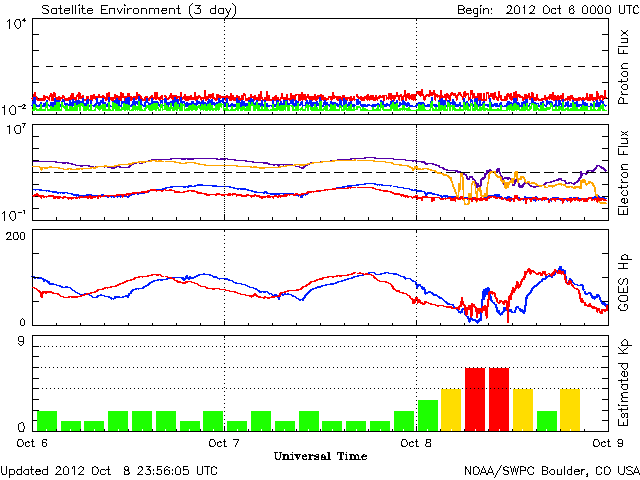 Satellite Environment (3 day) Begin: 2012 Oct 6 0000 UTC
10^4
10^-2
Proton Flux
10^7
10^-1
Electron Flux
200
0
GOES Hp
9
0
Estimated Kp
Oct 6 Oct 7 Oct 8 Oct 9
Universal Time
Updated 2012 Oct 8 23:56:05 UTC NOAA/SWPC Boulder, CO USA